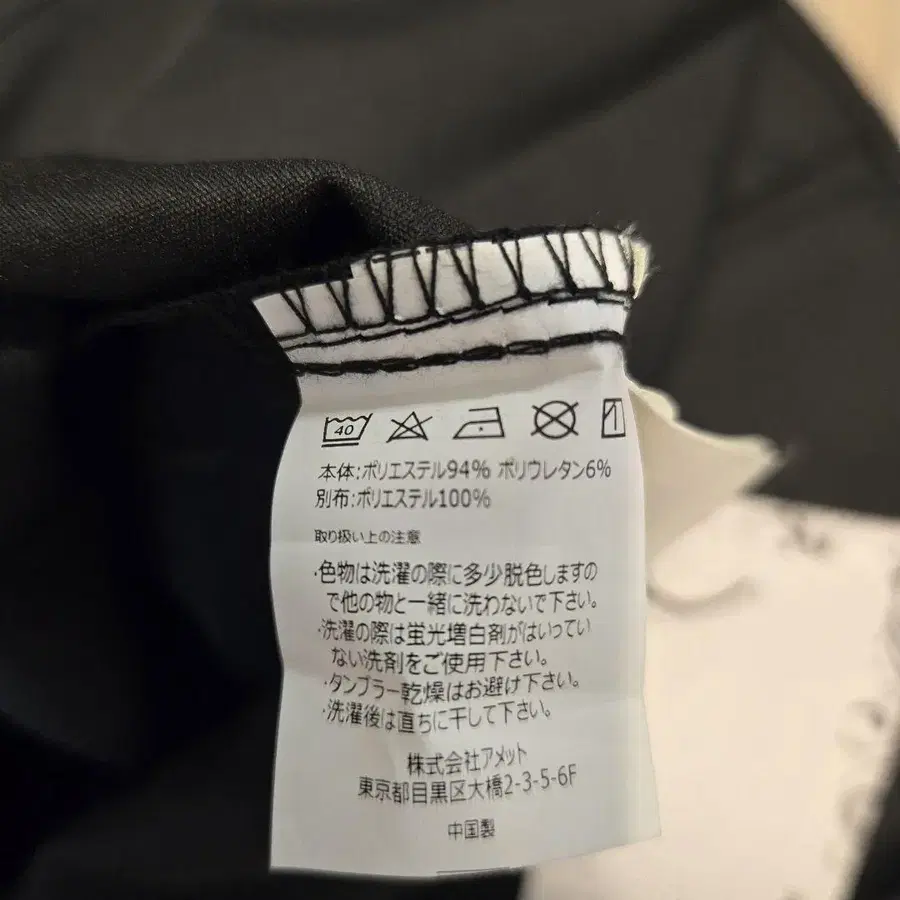 40
本体:ポリエステル94% ポリウレタン6%
別布:ポリエステル100%
取り扱い上の注意
・色物は洗濯の際に多少脱色しますの
で他の物と一緒に洗わないで下さい。
・洗濯の際は蛍光増白剤がはいってい
ない洗剤をご使用下さい。
・タンブラー乾燥はお避け下さい。
・洗濯後は直ちに干して下さい。
株式会社アメット
東京都目黒区大橋2-3-5-6F
中国製